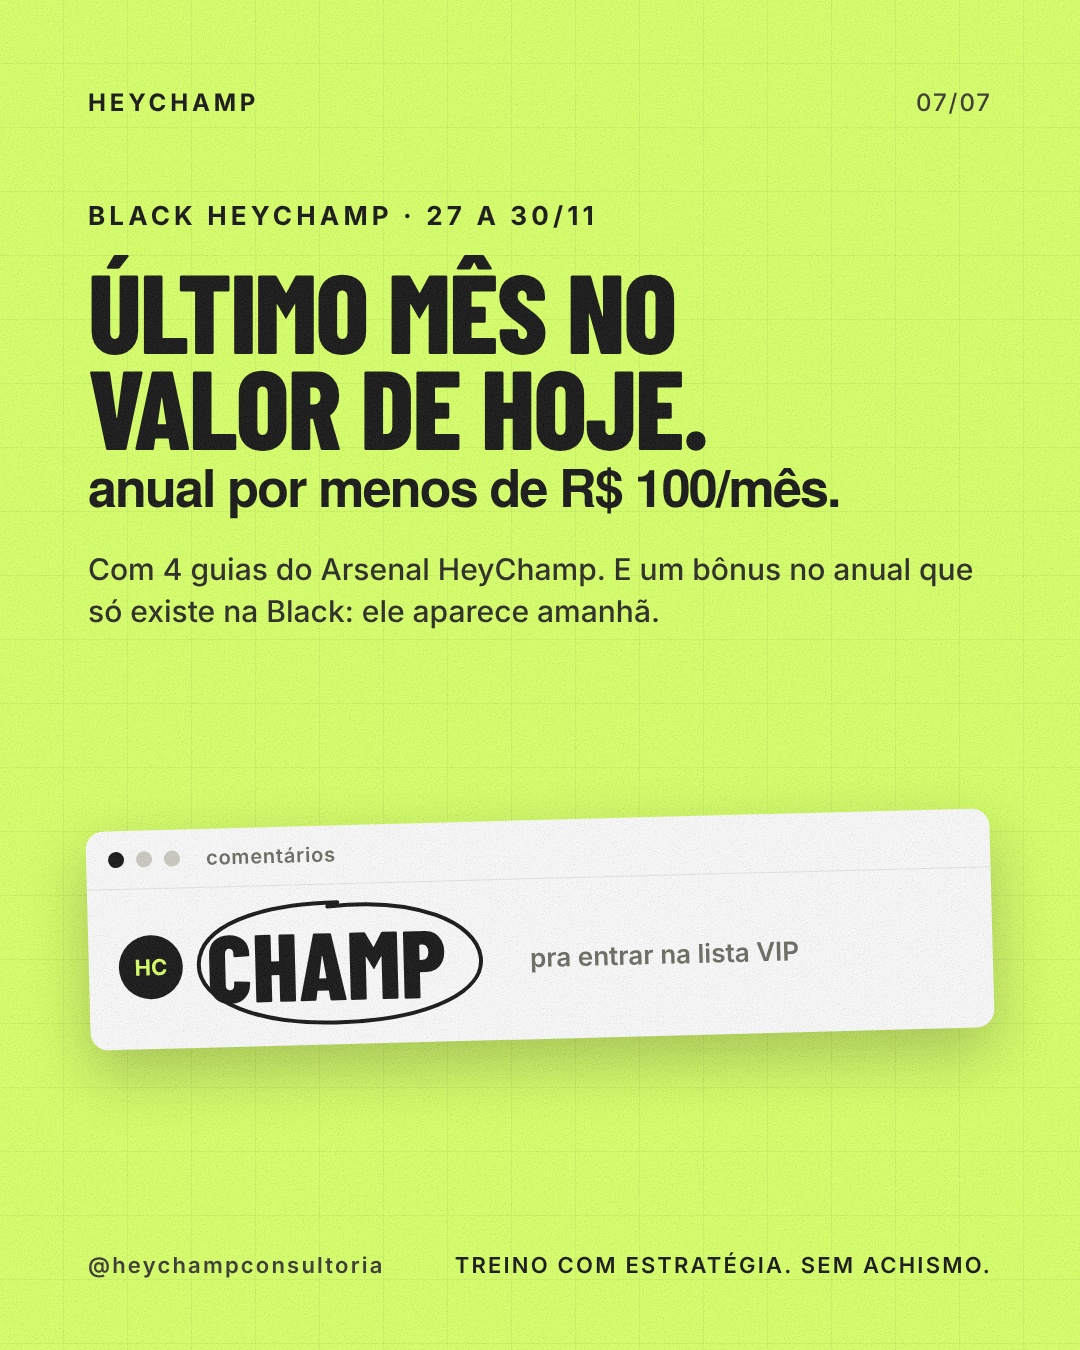 HEYCHAMP
07/07
BLACK HEYCHAMP · 27 A 30/11
ÚLTIMO MÊS NO
VALOR DE HOJE.
anual por menos de R$ 100/mês.
Com 4 guias do Arsenal HeyChamp. E um bônus no anual que
só existe na Black: ele aparece amanhã.
comentários
HC
CHAMP
pra entrar na lista VIP
@heychampconsultoria
TREINO COM ESTRATÉGIA. SEM ACHISMO.